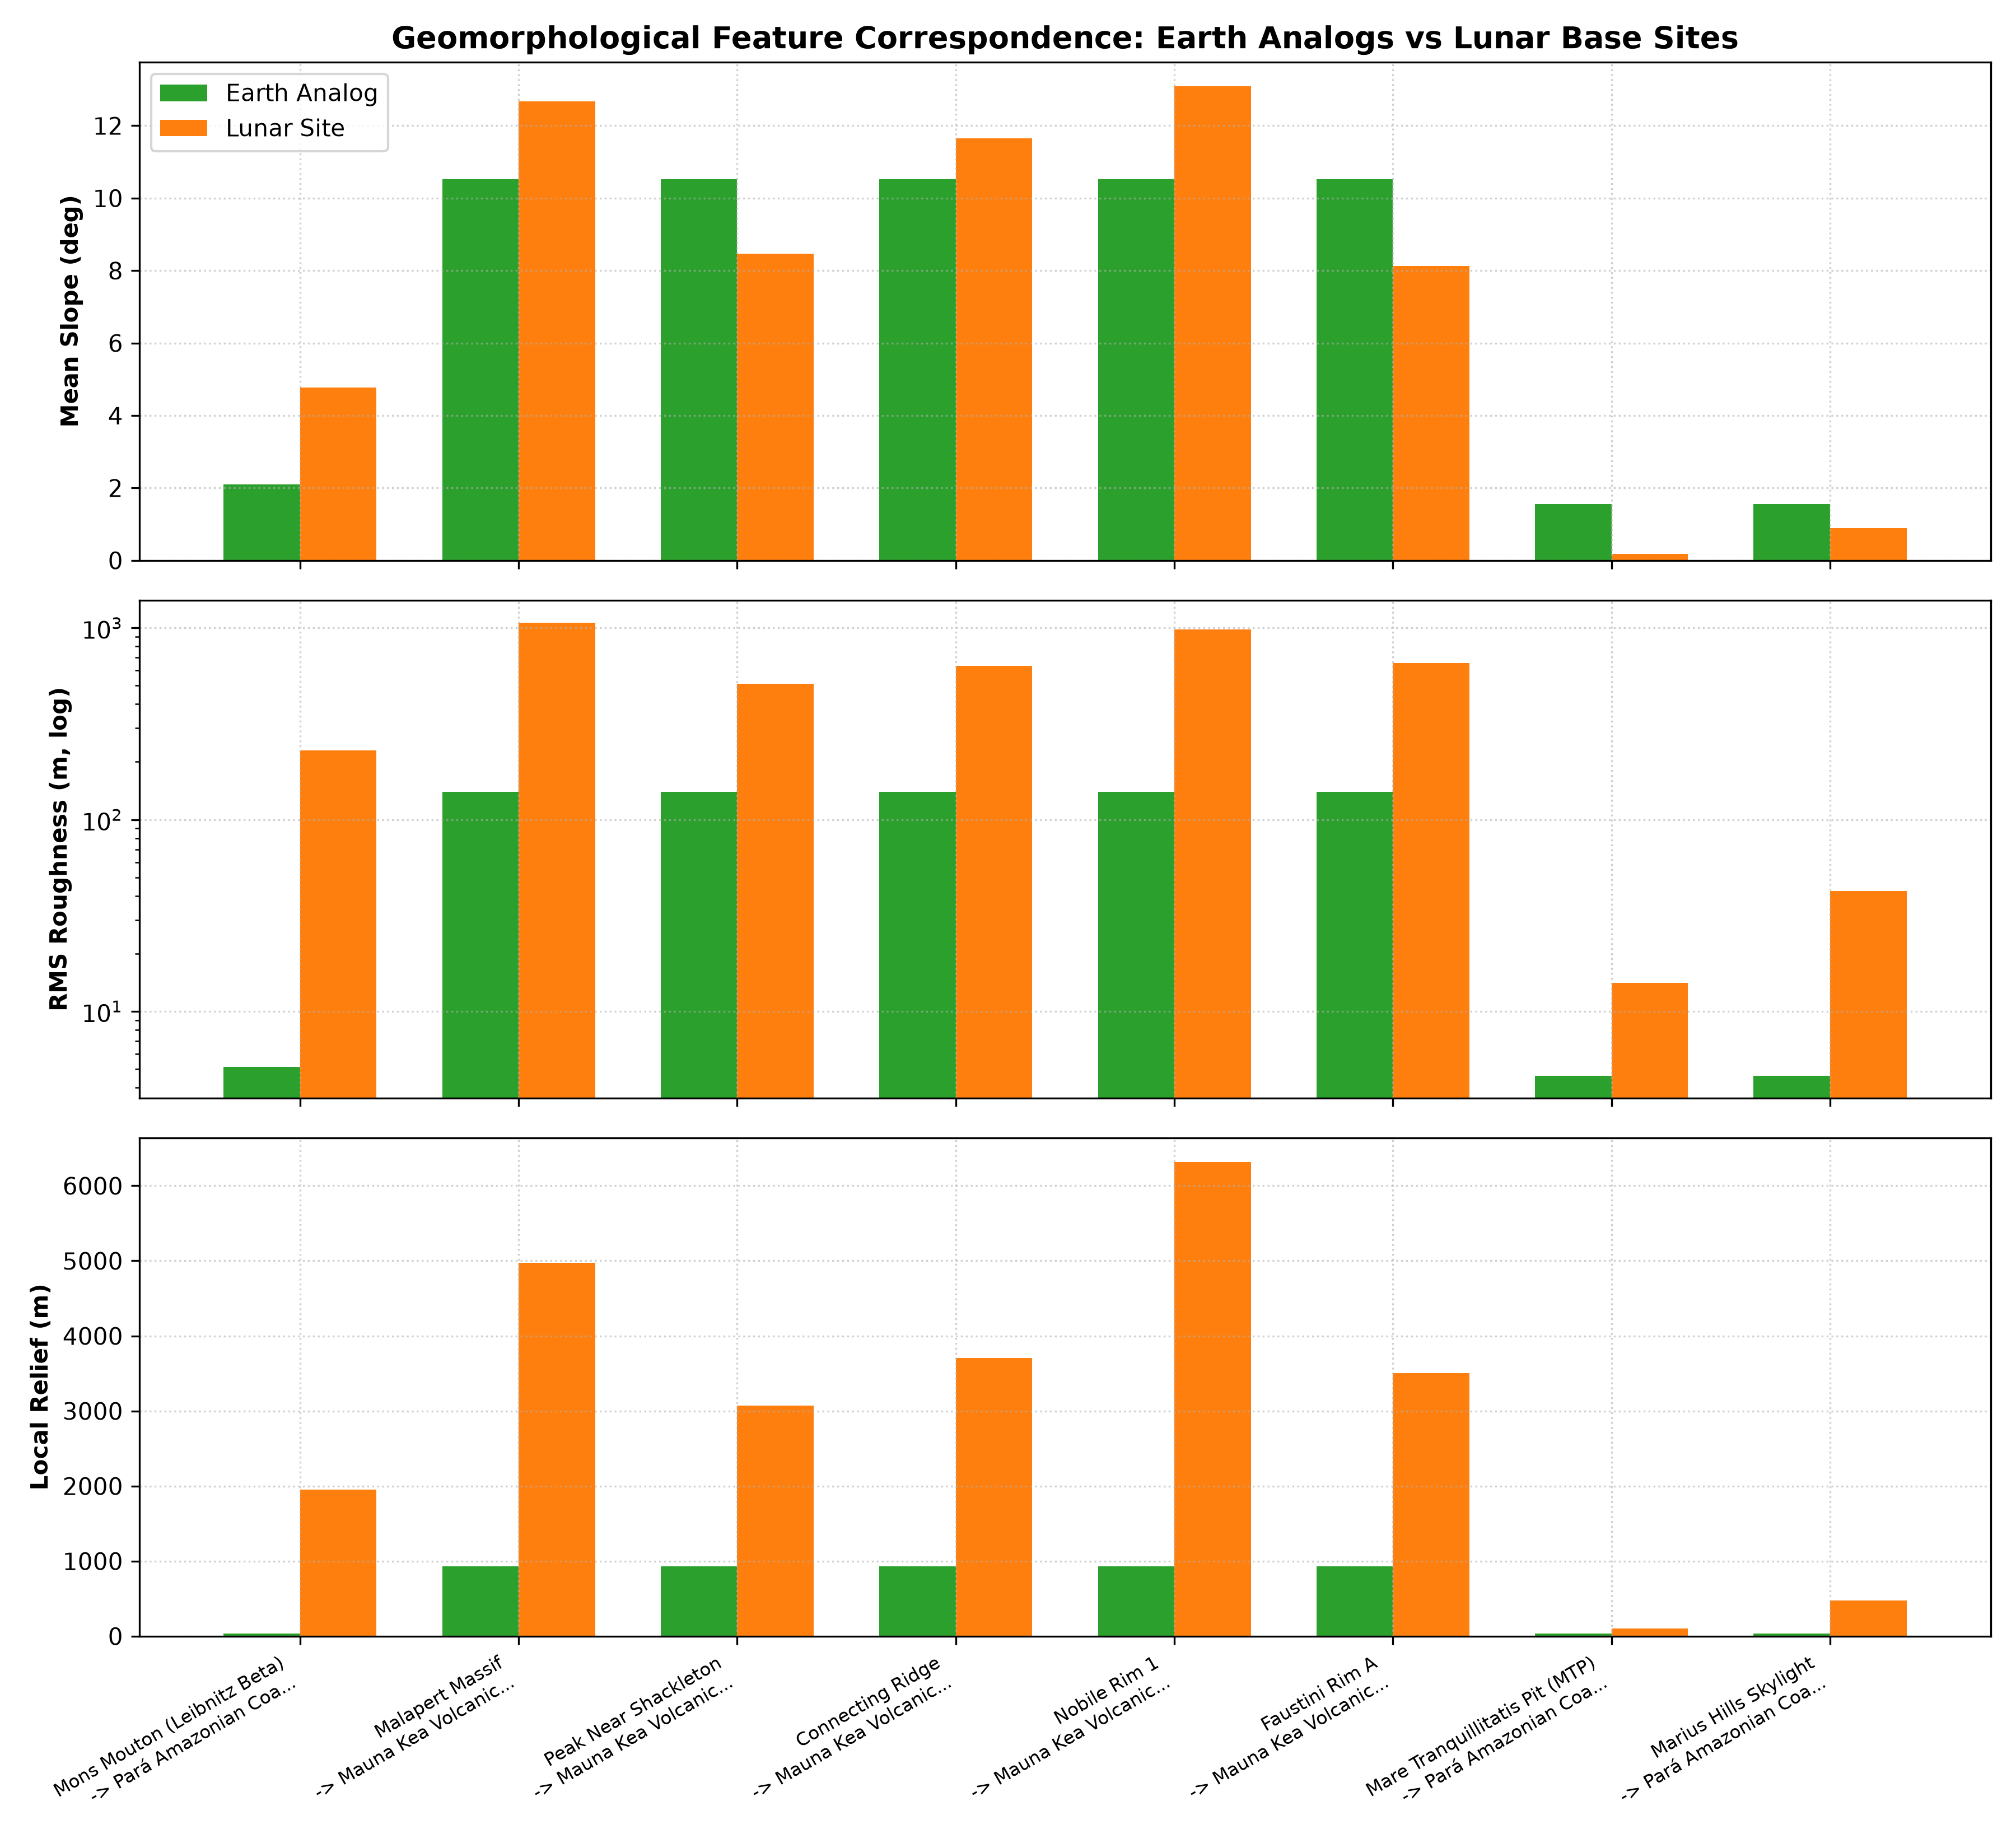 Geomorphological Feature Correspondence: Earth Analogs vs Lunar Base Sites
Earth Analog
Lunar Site
Mean Slope (deg)
12
10
8
6
4
2
0
RMS Roughness (m, log)
10³
10²
10¹
Local Relief (m)
6000
5000
4000
3000
2000
1000
0
Mons Mouton (Leibnitz Beta)
-> Pará Amazonian Coa...
Malapert Massif
-> Mauna Kea Volcanic...
Peak Near Shackleton
-> Mauna Kea Volcanic...
Connecting Ridge
-> Mauna Kea Volcanic...
Nobile Rim 1
-> Mauna Kea Volcanic...
Faustini Rim A
-> Mauna Kea Volcanic...
Mare Tranquillitatis Pit (MTP)
-> Pará Amazonian Coa...
Marius Hills Skylight
-> Pará Amazonian Coa...